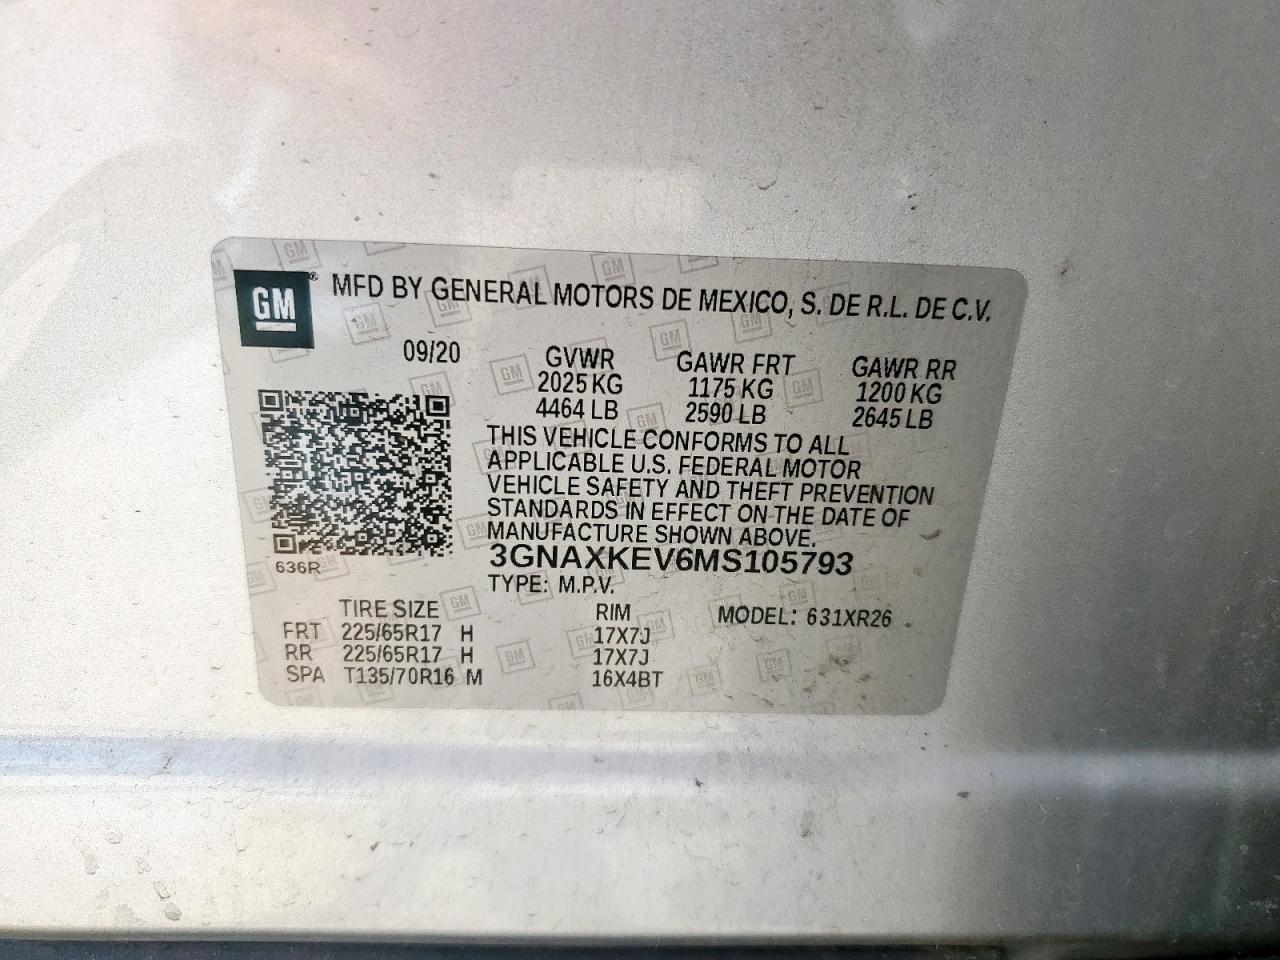 GM® MFD BY GENERAL MOTORS DE MEXICO, S. DE R.L. DE C.V.
09/20 GVWR GAWR FRT GAWR RR
2025 KG 1175 KG 1200 KG
4464 LB 2590 LB 2645 LB
THIS VEHICLE CONFORMS TO ALL
APPLICABLE U.S. FEDERAL MOTOR
VEHICLE SAFETY AND THEFT PREVENTION
STANDARDS IN EFFECT ON THE DATE OF
MANUFACTURE SHOWN ABOVE.
3GNAXKEV6MS105793
636R
TYPE: M.P.V.
TIRE SIZE RIM MODEL: 631XR26
FRT 225/65R17 H 17X7J
RR 225/65R17 H 17X7J
SPA T135/70R16 M 16X4BT